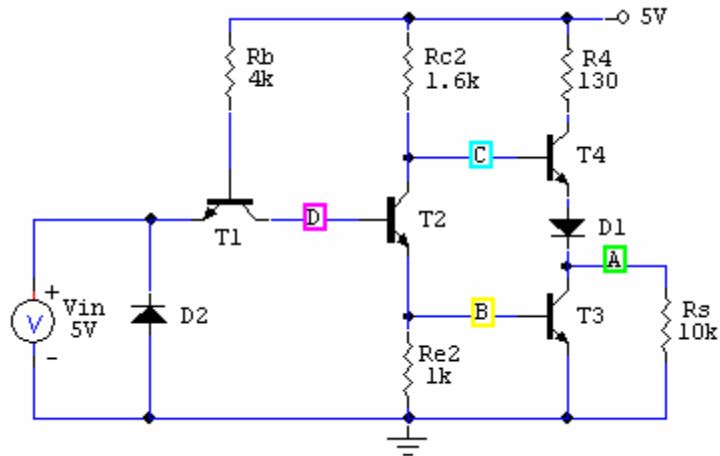 5V
Rb
4k
Rc2
1.6k
R4
130
C
T4
D
T2
T1
D1
A
Vin
5V
V
+
-
D2
B
T3
Rs
10k
Re2
1k